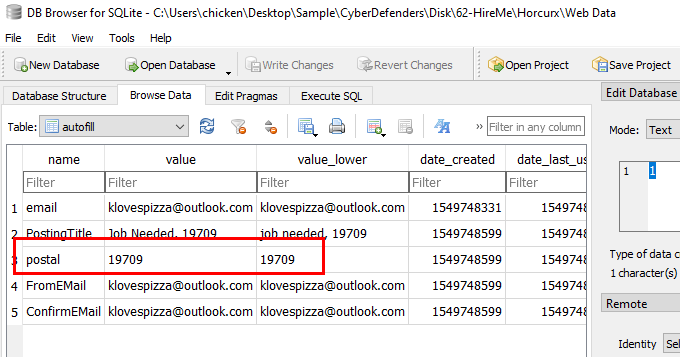 DB Browser for SQLite - C:\Users\chicken\Desktop\Sample\CyberDefenders\Disk\62-HireMe\Horcurx\Web Data
File Edit View Tools Help
New Database Open Database Write Changes Revert Changes Open Project Save Project
Database Structure Browse Data Edit Pragmas Execute SQL Edit Database
Table: autofill » Filter in any column Mode: Text
name value value_lower date_created date_last_us
Filter Filter Filter Filter Filter 1 1
1 email klovespizza@outlook.com klovespizza@outlook.com 1549748331 1549748
2 PostingTitle Job Needed, 19709 job needed, 19709 1549748599 1549748
3 postal 19709 19709 1549748599 1549748
Type of data c
4 FromEMail klovespizza@outlook.com klovespizza@outlook.com 1549748599 1549748
1 character(s)
5 ConfirmEMail klovespizza@outlook.com klovespizza@outlook.com 1549748599 1549748
Remote
Identity Sel